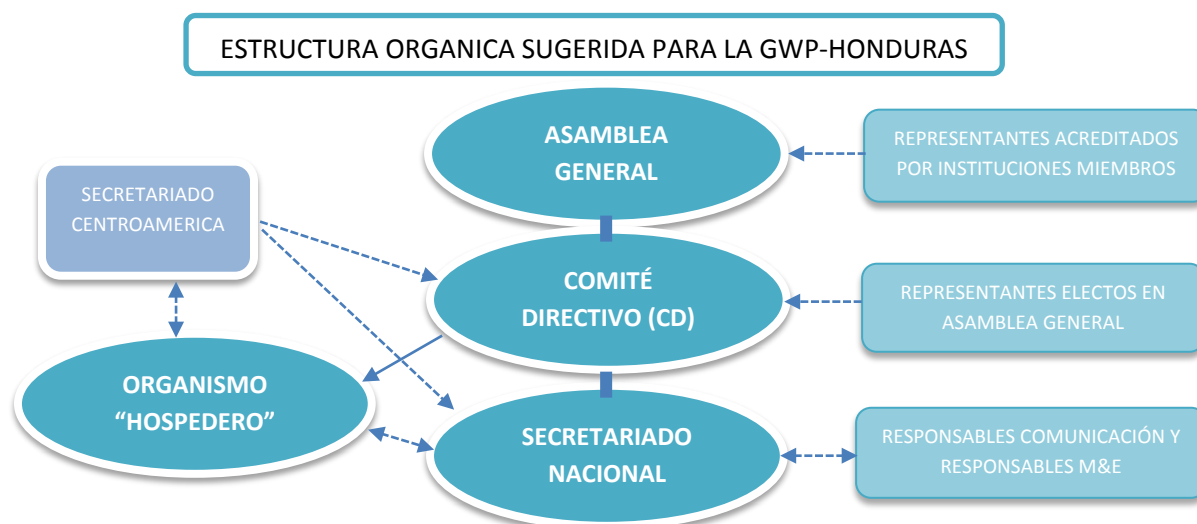 ESTRUCTURA ORGANICA SUGERIDA PARA LA GWP-HONDURAS
ASAMBLEA
GENERAL
REPRESENTANTES ACREDITADOS
POR INSTITUCIONES MIEMBROS
SECRETARIADO
CENTROAMERICA
COMITÉ
DIRECTIVO (CD)
REPRESENTANTES ELECTOS EN
ASAMBLEA GENERAL
ORGANISMO
“HOSPEDERO”
SECRETARIADO
NACIONAL
RESPONSABLES COMUNICACIÓN Y
RESPONSABLES M&E